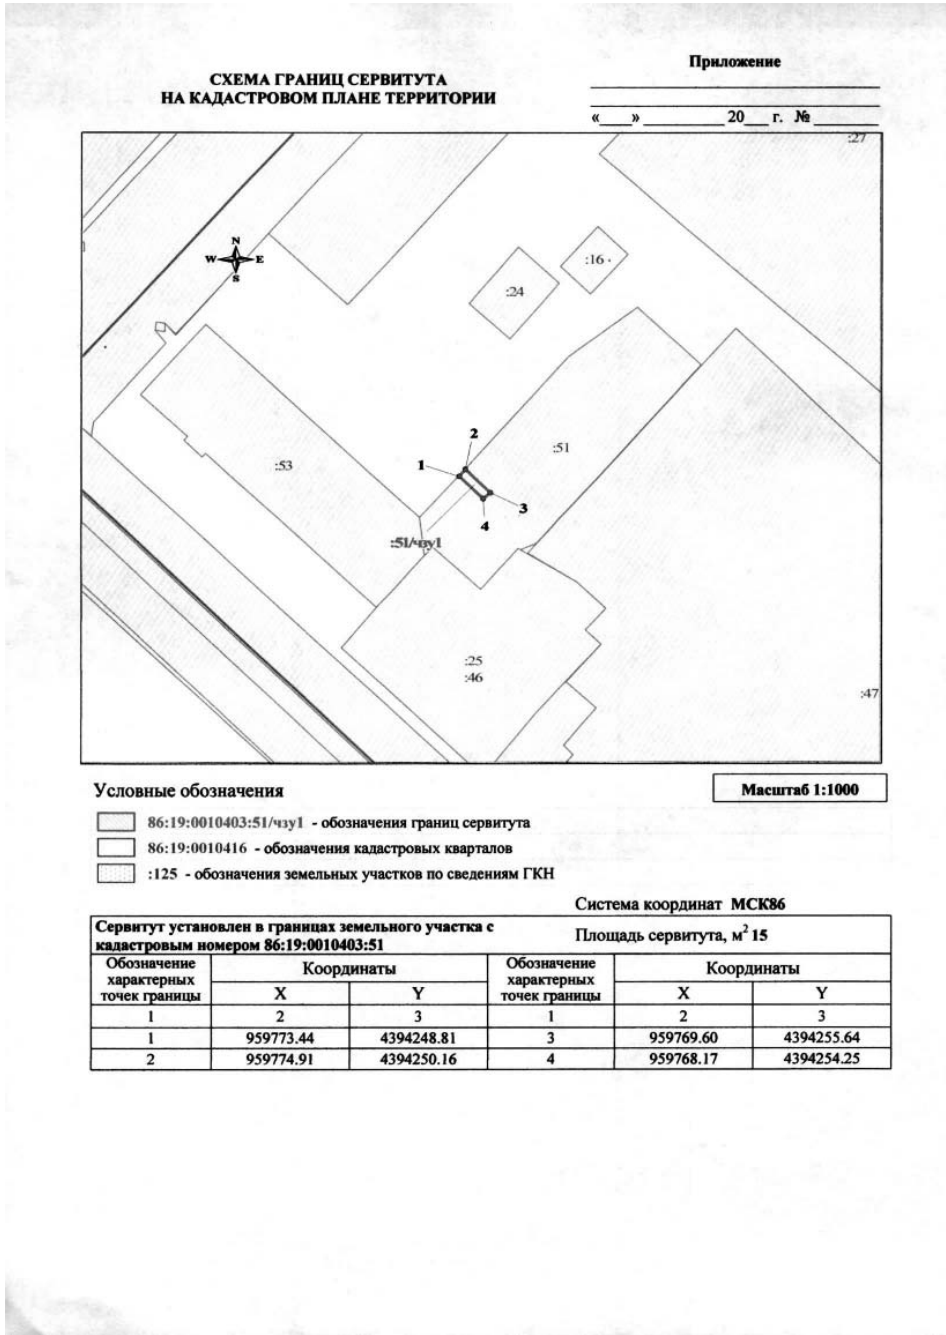 Приложение
СХЕМА ГРАНИЦ СЕРВИТУТА
НА КАДАСТРОВОМ ПЛАНЕ ТЕРРИТОРИИ
«____» __________ 20___ г. № ________
:27
N
W E
S
:16
:24
2
:51
1
:53
3
4
:51/чзу1
:25
:46
:47
Условные обозначения
Масштаб 1:1000
86:19:0010403:51/чзу1 - обозначения границ сервитута
86:19:0010416 - обозначения кадастровых кварталов
:125 - обозначения земельных участков по сведениям ГКН
Система координат МСК86
Сервитут установлен в границах земельного участка с
кадастровым номером 86:19:0010403:51
Площадь сервитута, м² 15
Обозначение характерных точек границы Координаты Обозначение характерных точек границы Координаты
X Y X Y
1 2 3 1 2 3
1 959773.44 4394248.81 3 959769.60 4394255.64
2 959774.91 4394250.16 4 959768.17 4394254.25